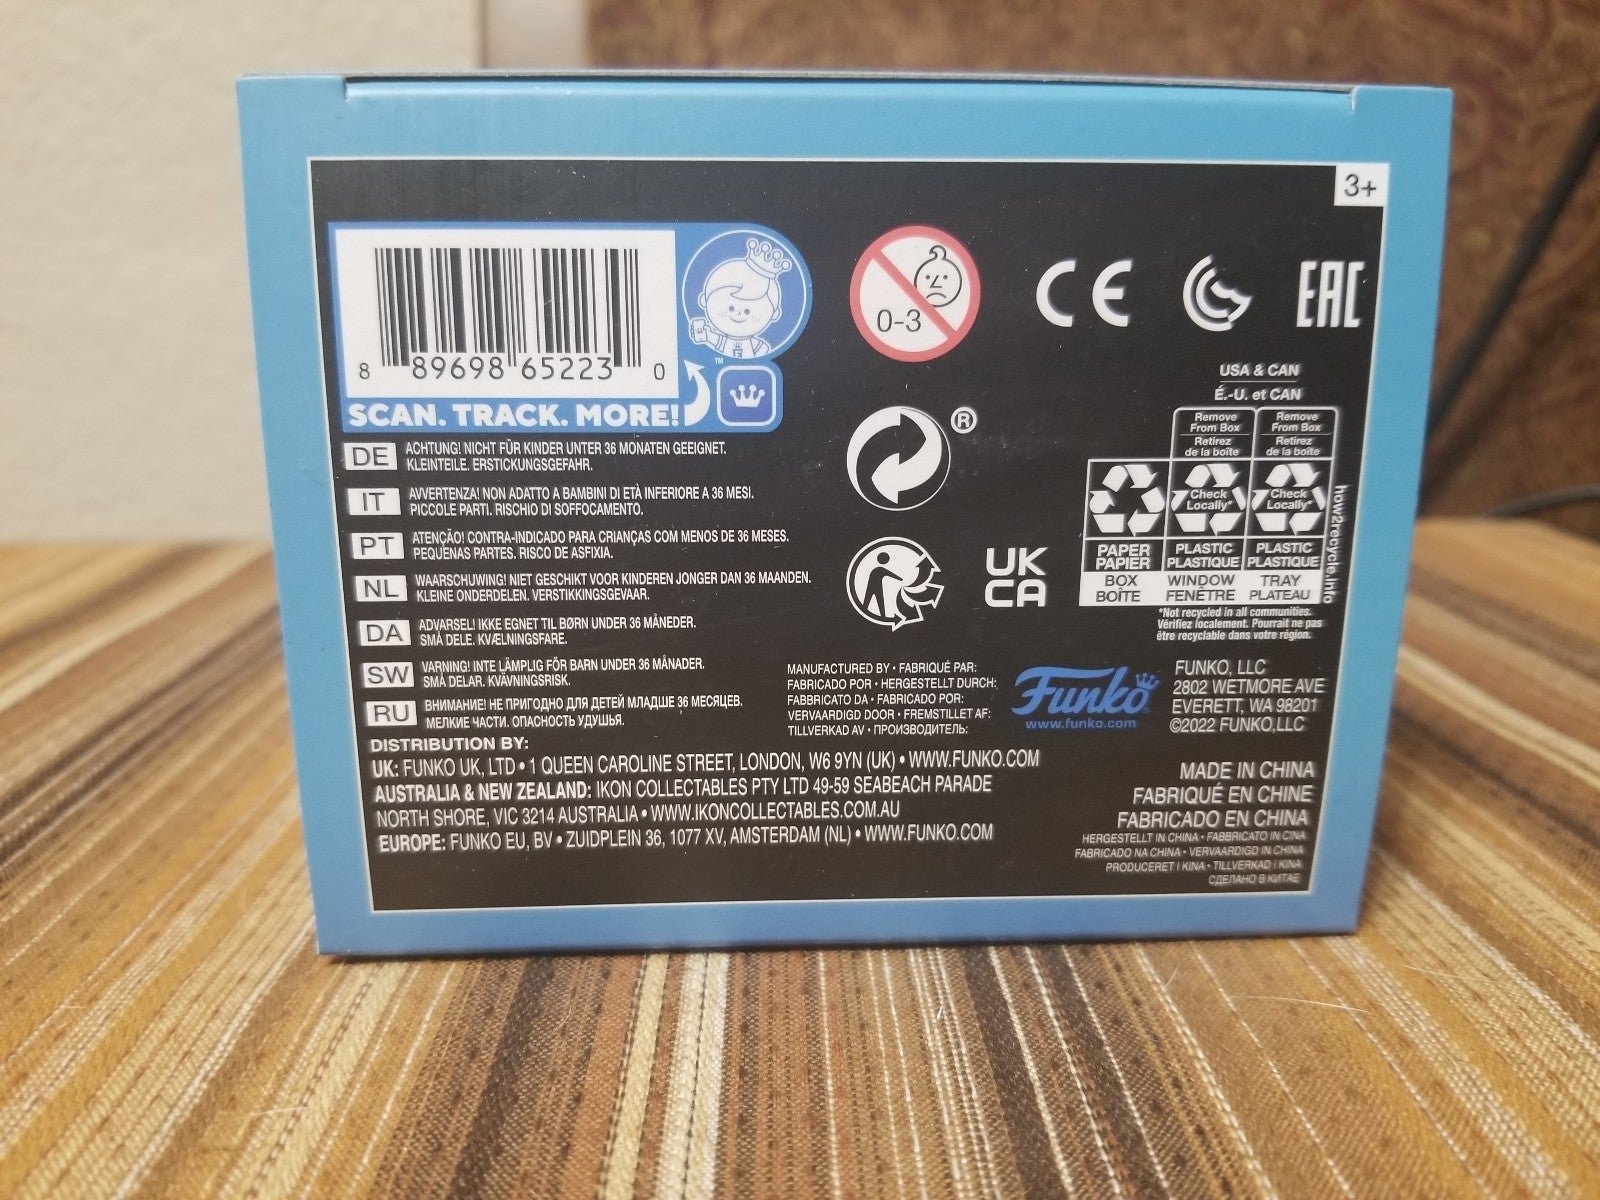 3+
8 89698 65223 0
™
SCAN. TRACK. MORE!
0-3
CE
EAC
DE ACHTUNG! NICHT FÜR KINDER UNTER 36 MONATEN GEEIGNET.
KLEINTEILE. ERSTICKUNGSGEFAHR.
IT AVVERTENZA! NON ADATTO A BAMBINI DI ETÀ INFERIORE A 36 MESI.
PICCOLE PARTI. RISCHIO DI SOFFOCAMENTO.
PT ATENÇÃO! CONTRA-INDICADO PARA CRIANÇAS COM MENOS DE 36 MESES.
PEQUENAS PARTES. RISCO DE ASFIXIA.
NL WAARSCHUWING! NIET GESCHIKT VOOR KINDEREN JONGER DAN 36 MAANDEN.
KLEINE ONDERDELEN. VERSTIKKINGSGEVAAR.
DA ADVARSEL! IKKE EGNET TIL BØRN UNDER 36 MÅNEDER.
SMÅ DELE. KVÆLNINGSFARE.
SW VARNING! INTE LÄMPLIG FÖR BARN UNDER 36 MÅNADER.
SMÅ DELAR. KVÄVNINGSRISK.
RU ВНИМАНИЕ! НЕ ПРИГОДНО ДЛЯ ДЕТЕЙ МЛАДШЕ 36 МЕСЯЦЕВ.
МЕЛКИЕ ЧАСТИ. ОПАСНОСТЬ УДУШЬЯ.
®
UK
CA
USA & CAN
É.-U. et CAN
Remove From Box Retirez de la boîte
Remove From Box Retirez de la boîte
Check Locally*
Check Locally*
PAPER PAPIER
PLASTIC PLASTIQUE
PLASTIC PLASTIQUE
BOX BOÎTE
WINDOW FENÊTRE
TRAY PLATEAU
how2recycle.info
*Not recycled in all communities.
Vérifiez localement. Pourrait ne pas
être recyclable dans votre région.
MANUFACTURED BY • FABRIQUÉ PAR:
FABRICADO POR • HERGESTELLT DURCH:
FABBRICATO DA • FABRICADO POR:
VERVAARDIGD DOOR • FREMSTILLET AF:
TILLVERKAD AV • ПРОИЗВОДИТЕЛЬ:
Funko
www.funko.com
FUNKO, LLC
2802 WETMORE AVE
EVERETT, WA 98201
©2022 FUNKO,LLC
DISTRIBUTION BY:
UK: FUNKO UK, LTD • 1 QUEEN CAROLINE STREET, LONDON, W6 9YN (UK) • WWW.FUNKO.COM
AUSTRALIA & NEW ZEALAND: IKON COLLECTABLES PTY LTD 49-59 SEABEACH PARADE
NORTH SHORE, VIC 3214 AUSTRALIA • WWW.IKONCOLLECTABLES.COM.AU
EUROPE: FUNKO EU, BV • ZUIDPLEIN 36, 1077 XV, AMSTERDAM (NL) • WWW.FUNKO.COM
MADE IN CHINA
FABRIQUÉ EN CHINE
FABRICADO EN CHINA
HERGESTELLT IN CHINA • FABBRICATO IN CINA
FABRICADO NA CHINA • VERVAARDIGD IN CHINA
PRODUCERET I KINA • TILLVERKAD I KINA
СДЕЛАНО В КИТАЕ